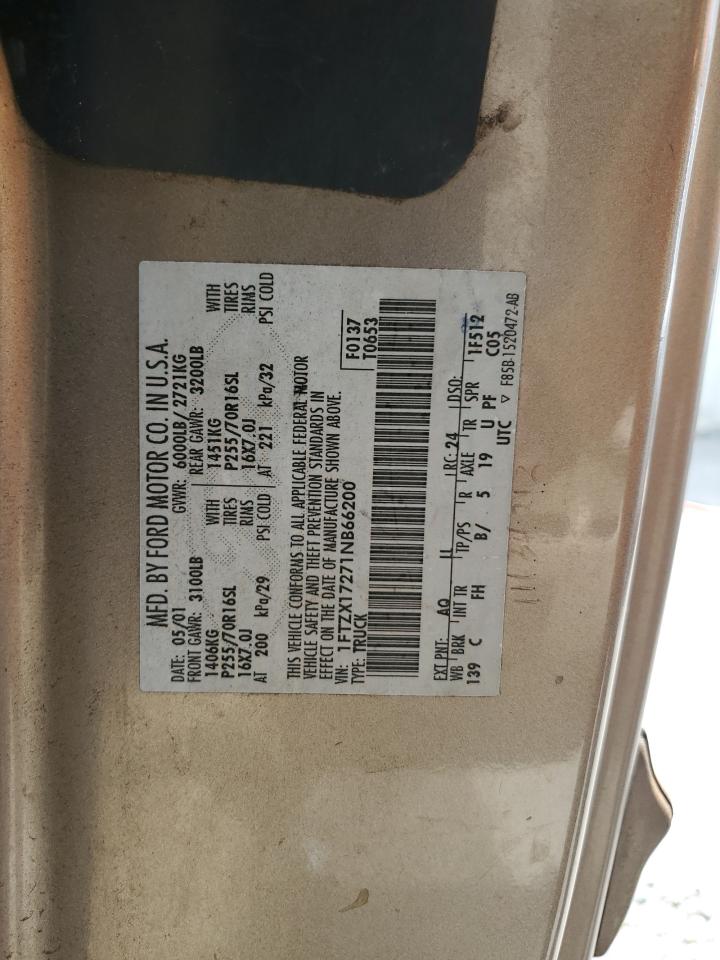 MFD. BY FORD MOTOR CO. IN U.S.A.
DATE: 05/01 GVWR: 6000LB/ 2721KG
FRONT GAWR: 3100LB REAR GAWR: 3200LB
1406KG WITH 1451KG WITH
P255/70R16SL TIRES P255/70R16SL TIRES
16X7.0J RIMS 16X7.0J RIMS
AT 200 kPa/29 PSI COLD AT 221 kPa/32 PSI COLD
THIS VEHICLE CONFORMS TO ALL APPLICABLE FEDERAL MOTOR
VEHICLE SAFETY AND THEFT PREVENTION STANDARDS IN
EFFECT ON THE DATE OF MANUFACTURE SHOWN ABOVE.
VIN: 1FTZX17271NB66200 F0137
TYPE: TRUCK T0653
EXT PNT: AQ LL RC: 24 DSO:
WB BRK INT TR TP/PS R AXLE TR SPR 1F512
139 C FH B/ 5 19 U PF C05
UTC ▽ F85B-1520472-AB